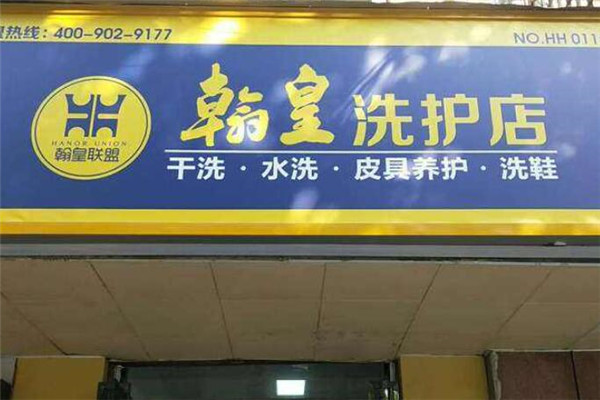 热线：400-902-9177
NO.HH 011
HANOR UNION
翰皇联盟
翰皇洗护店
干洗·水洗·皮具养护·洗鞋